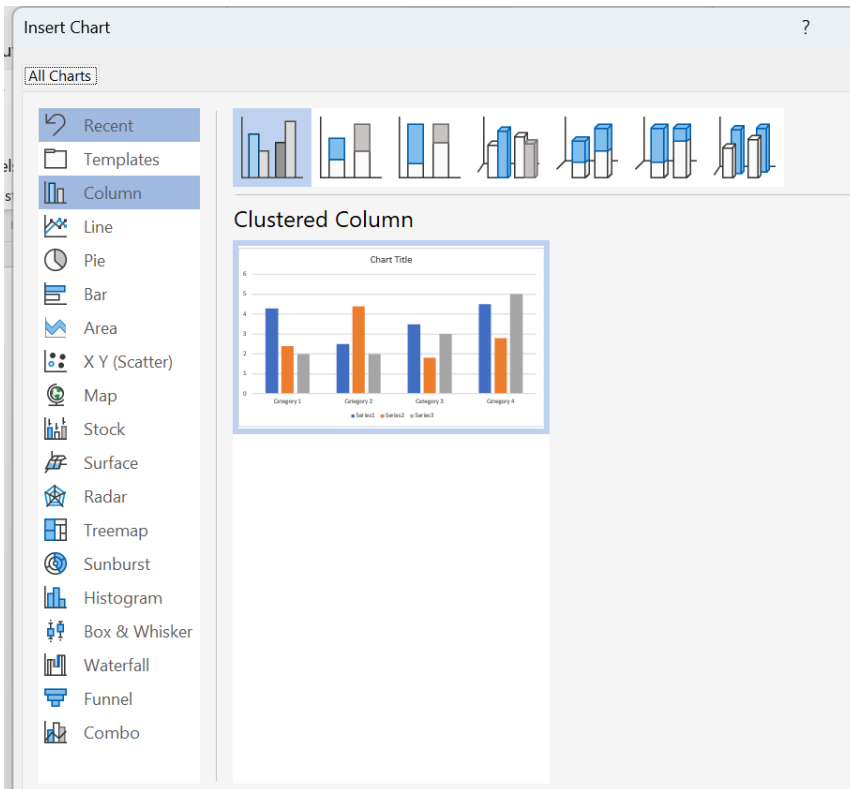 Insert Chart
?
All Charts
Recent
Templates
Column
Line
Pie
Bar
Area
X Y (Scatter)
Map
Stock
Surface
Radar
Treemap
Sunburst
Histogram
Box & Whisker
Waterfall
Funnel
Combo
Clustered Column
Chart Title
6
5
4
3
2
1
0
Category 1 Category 2 Category 3 Category 4
Series1 Series2 Series3